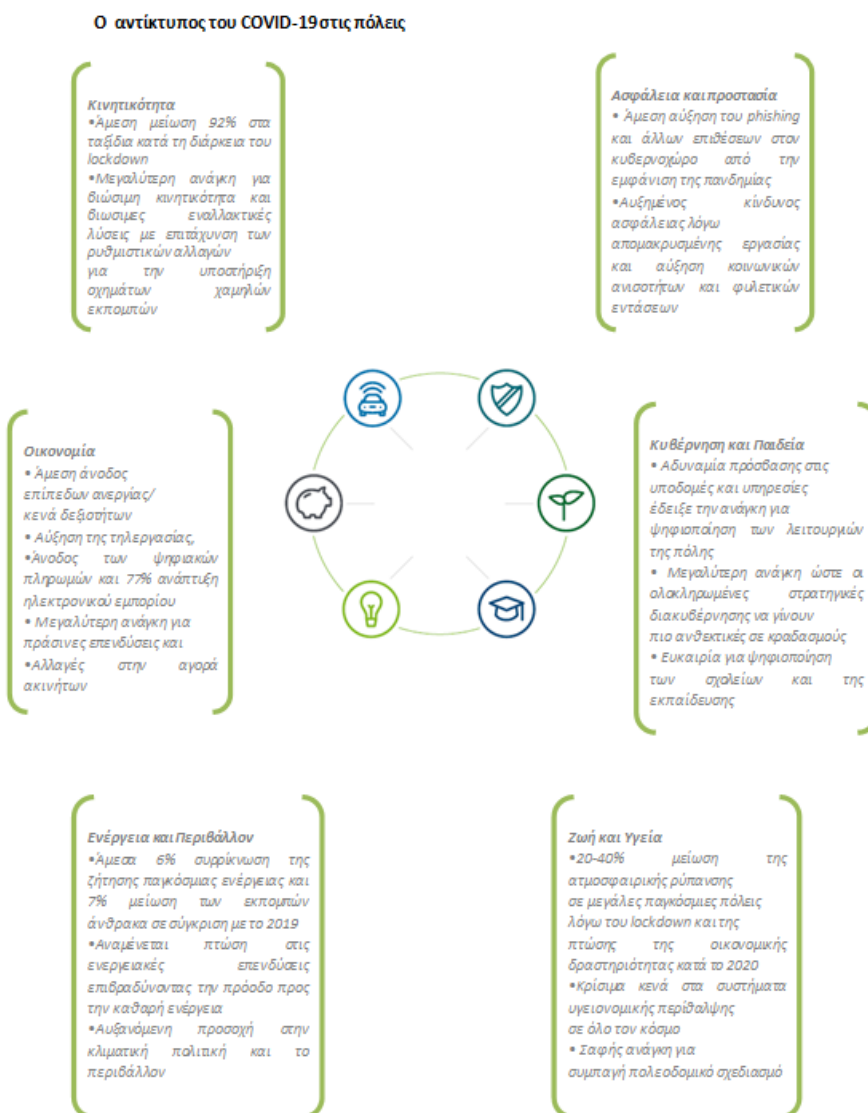 Ο αντίκτυπος του COVID-19 στις πόλεις
Κινητικότητα
•Άμεση μείωση 92% στα
ταξίδια κατά τη διάρκεια του
lockdown
•Μεγαλύτερη ανάγκη για
βιώσιμη κινητικότητα και
βιωσιμες εναλλακτικές
λύσεις με επιτάχυνση των
ρυθμιστικών αλλαγών
για την υποστήριξη
οχημάτων χαμηλών
εκπομπών
Ασφάλεια και προστασία
• Άμεση αύξηση του phishing
και άλλων επιθέσεων στον
κυβερνοχώρο από την
εμφάνιση της πανδημίας
•Αυξημένος κίνδυνος
ασφάλειας λόγω
απομακρυσμένης εργασίας
και αύξηση κοινωνικών
ανισοτήτων και φυλετικών
εντάσεων
Οικονομία
• Άμεση άνοδος
επίπεδων ανεργίας/
κενά δεξιοτήτων
• Αύξηση της τηλεργασίας,
•Άνοδος των ψηφιακών
πληρωμών και 77% ανάπτυξη
ηλεκτρονικού εμπορίου
• Μεγαλύτερη ανάγκη για
πράσινες επενδύσεις και
•Αλλαγές στην αγορά
ακινήτων
Κυβέρνηση και Παιδεία
• Αδυναμία πρόσβασης στις
υποδομές και υπηρεσίες
έδειξε την ανάγκη για
ψηφιοποίηση των λειτουργιών
της πόλης
• Μεγαλύτερη ανάγκη ώστε οι
ολοκληρωμένες στρατηγικές
διακυβέρνησης να γίνουν
πιο ανθεκτικές σε κραδασμούς
• Ευκαιρία για ψηφιοποίηση
των σχολείων και της
εκπαίδευσης
Ενέργεια και Περιβάλλον
•Άμεσα 6% συρρίκνωση της
ζήτησης παγκόσμιας ενέργειας και
7% μείωση των εκπομπών
άνθρακα σε σύγκριση με το 2019
•Αναμένεται πτώση στις
ενεργειακές επενδύσεις
επιβραδύνοντας την πρόοδο προς
την καθαρή ενέργεια
•Αυξανόμενη προσοχή στην
κλιματική πολιτική και το
περιβάλλον
Ζωή και Υγεία
•20-40% μείωση της
ατμοσφαιρικής ρύπανσης
σε μεγάλες παγκόσμιες πόλεις
λόγω του lockdown και της
πτώσης της οικονομικής
δραστηριότητας κατά το 2020
•Κρίσιμα κενά στα συστήματα
υγειονομικής περίθαλψης
σε όλο τον κόσμο
• Σαφής ανάγκη για
συμπαγή πολεοδομικό σχεδιασμό